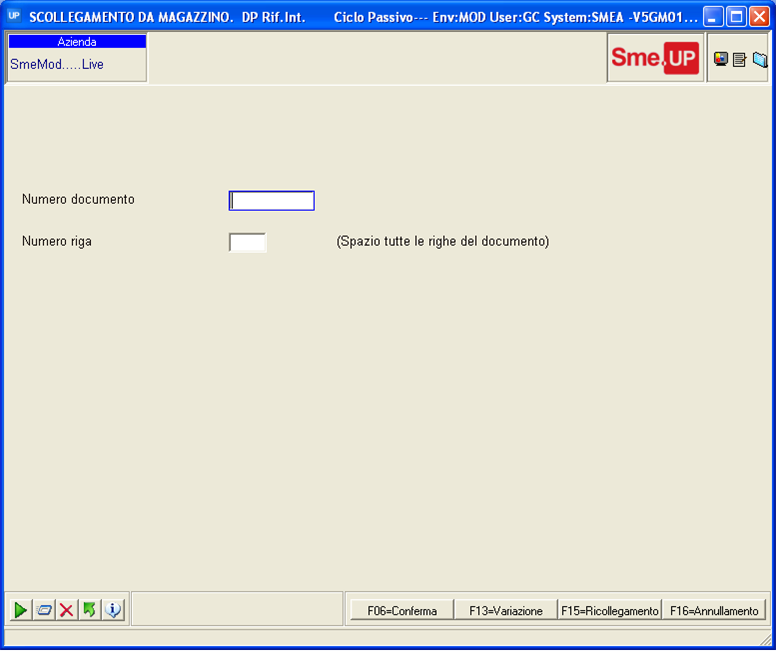 UP SCOLLEGAMENTO DA MAGAZZINO. DP Rif.Int. Ciclo Passivo--- Env:MOD User:GC System:SMEA -V5GM01...
Azienda
SmeMod.....Live
Sme.UP
Numero documento
Numero riga (Spazio tutte le righe del documento)
F06=Conferma F13=Variazione F15=Ricollegamento F16=Annullamento